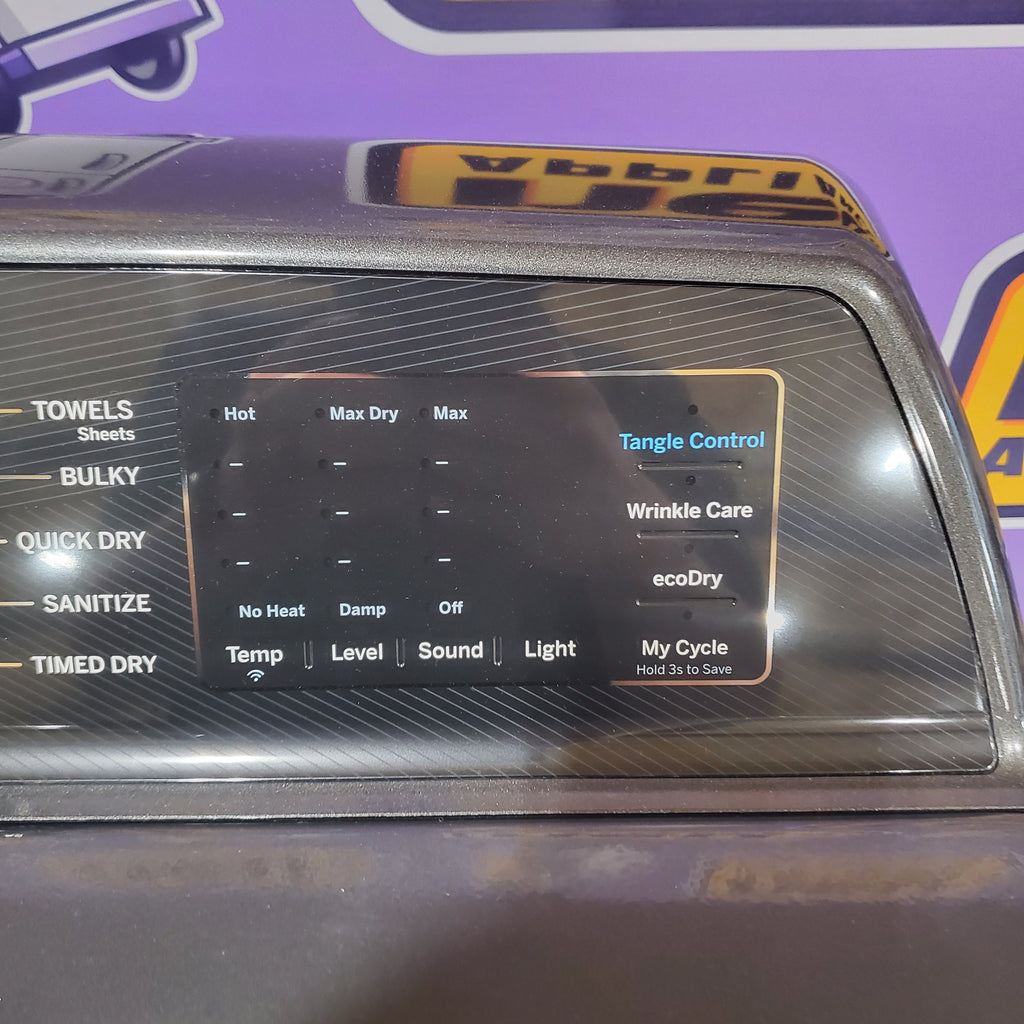 TOWELS
Sheets
BULKY
QUICK DRY
SANITIZE
TIMED DRY
Hot Max Dry Max
No Heat Damp Off
Temp Level Sound Light
Tangle Control
Wrinkle Care
ecoDry
My Cycle
Hold 3s to Save